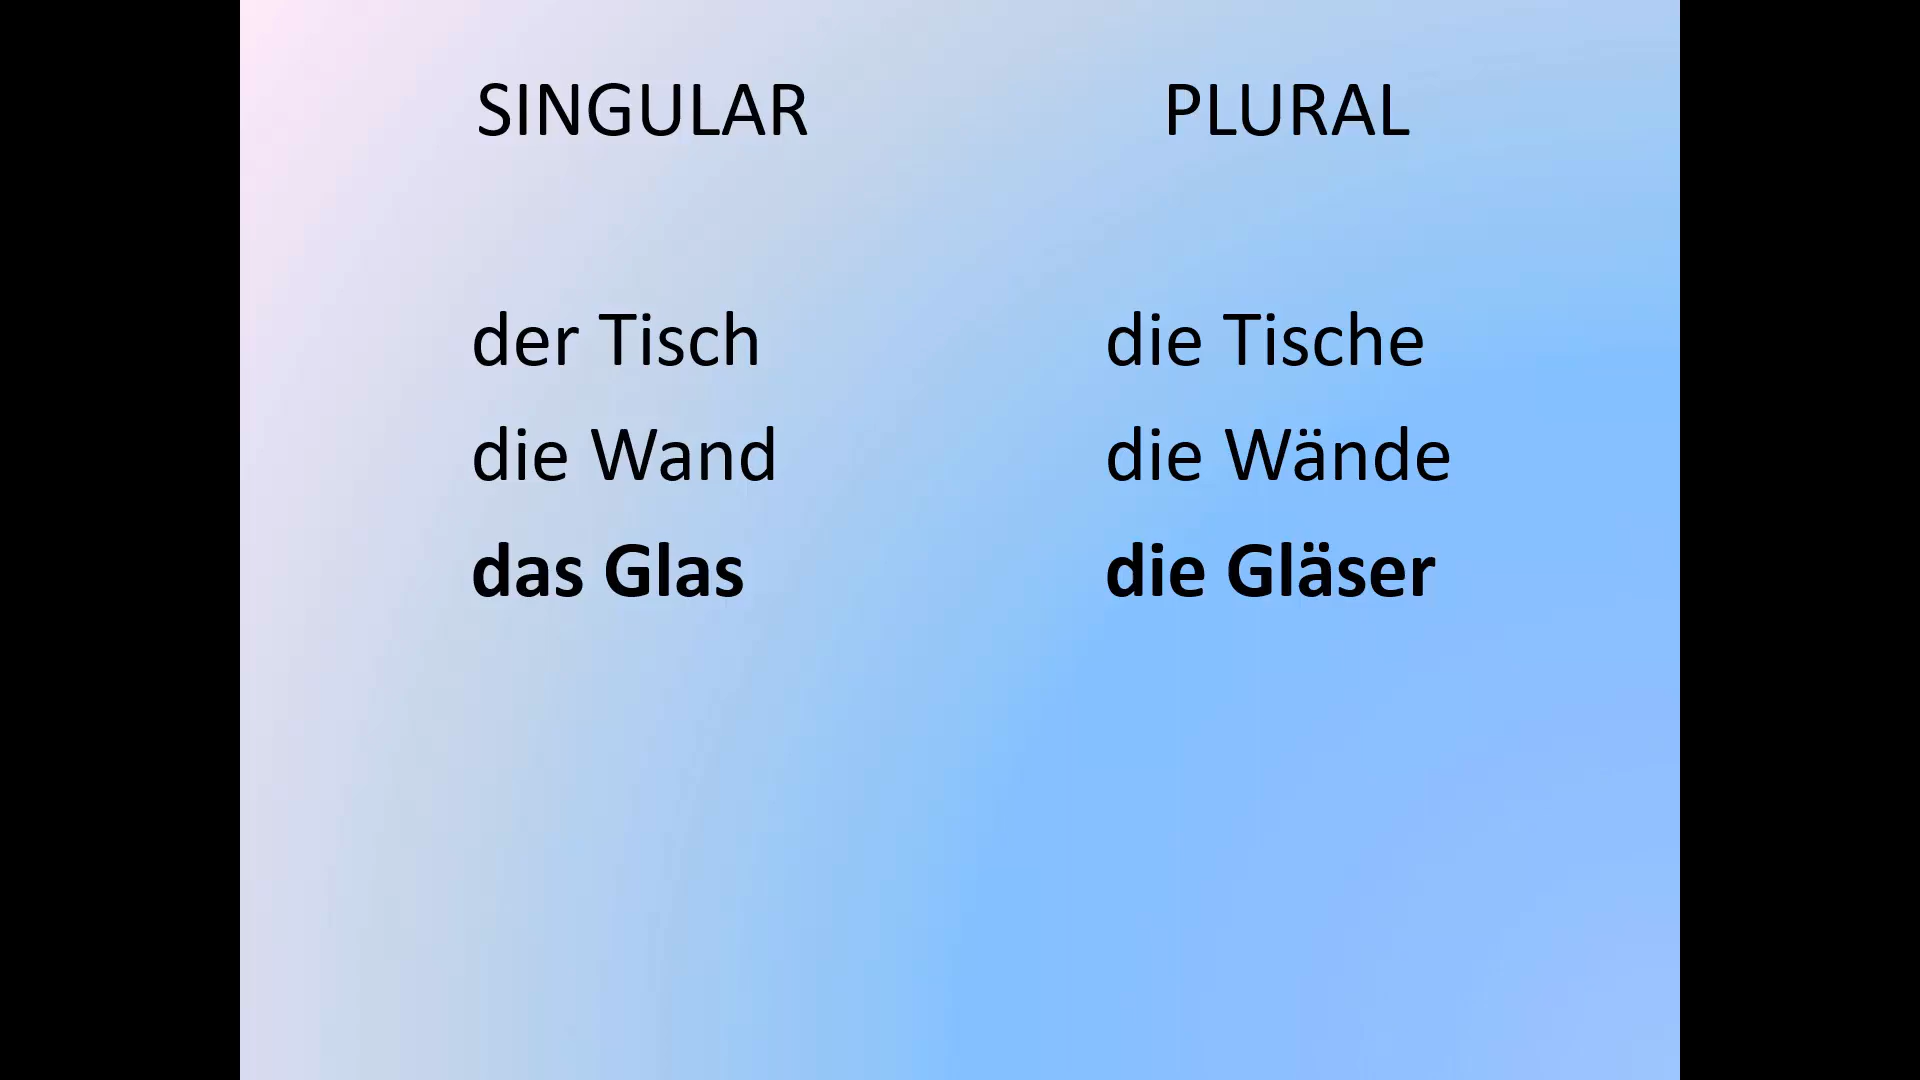 SINGULAR PLURAL
der Tisch die Tische
die Wand die Wände
das Glas die Gläser